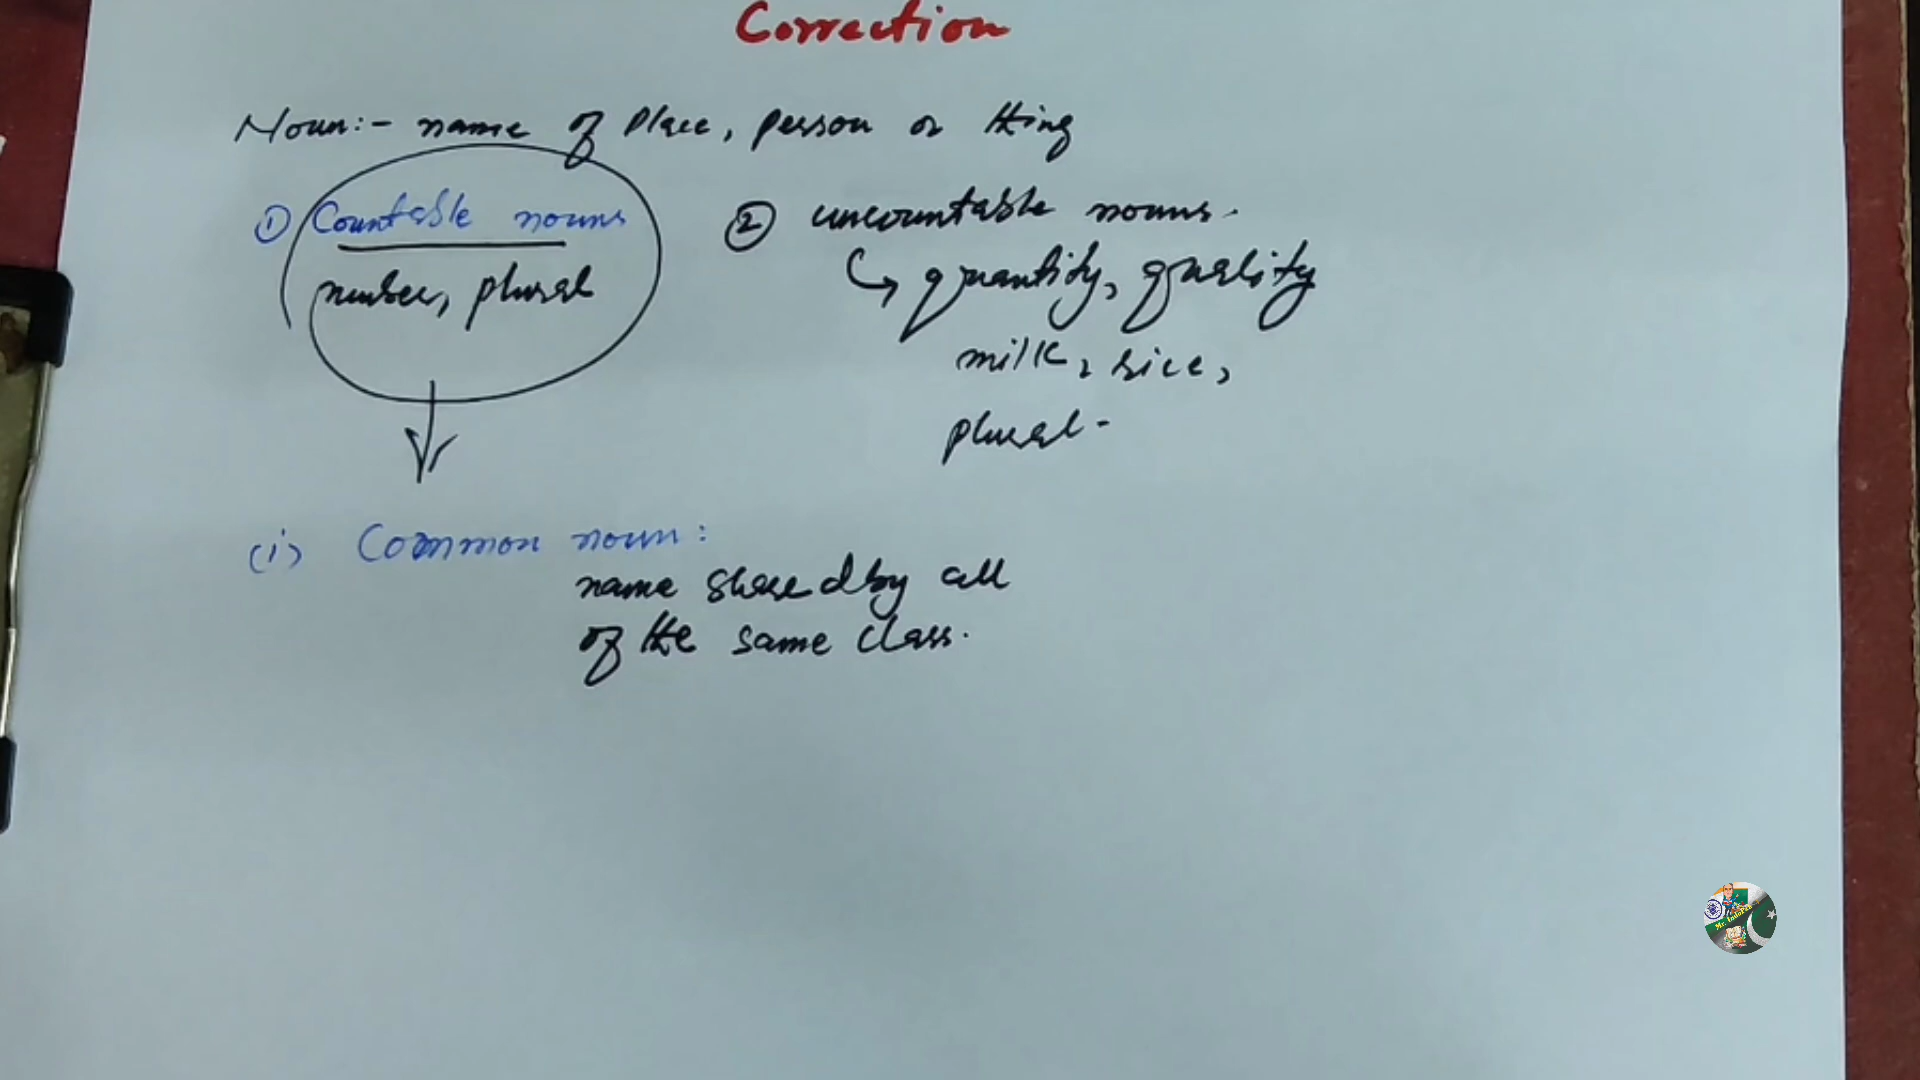 Correction
Noun:- name of place, person or thing
① Countable nouns
number, plural
② uncountable nouns.
↳ quantity, quality
milk, rice,
plural-
(i) Common noun:
name shared by all
of the same class.